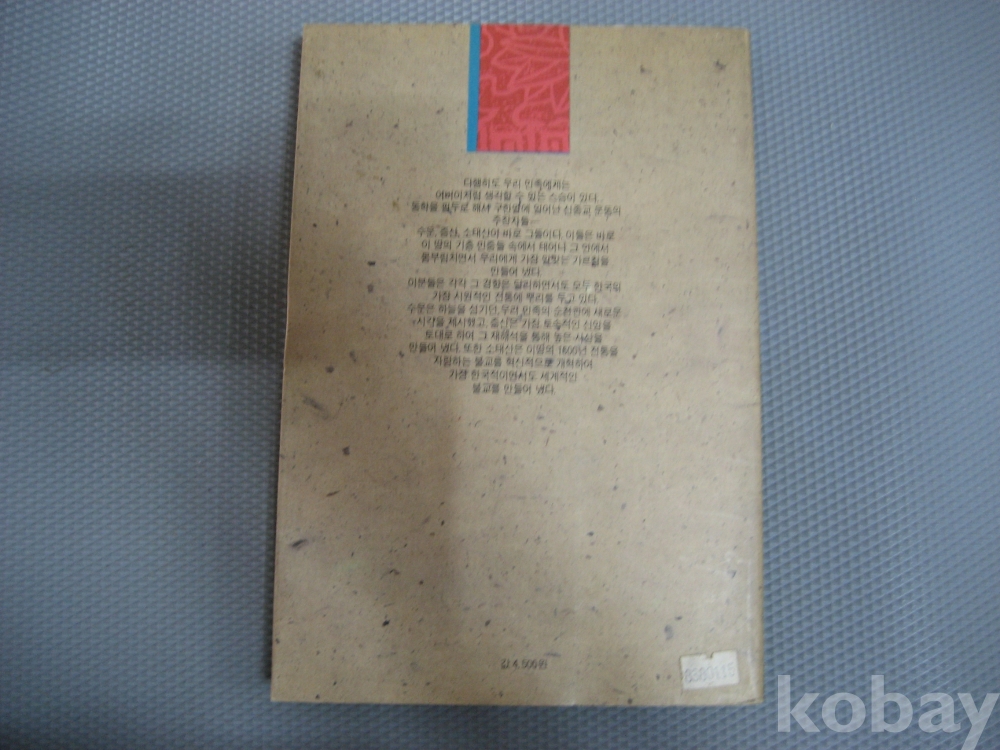 다행히도 우리 민족에게는
어버이처럼 생각할 수 있는 스승이 있다.
동학을 필두로 해서 구한말에 일어난 신종교 운동의
주창자들—
수운, 증산, 소태산이 바로 그들이다. 이들은 바로
이 땅의 기층 민중들 속에서 태어나 그 안에서
몸부림치면서 우리에게 가장 알맞는 가르침을
만들어 냈다.
이분들은 각각 그 경향은 달리하면서도 모두 한국의
가장 시원적인 전통에 뿌리를 두고 있다.
수운은 하늘을 섬기던 우리 민족의 순천관에 새로운
시각을 제시했고, 증산은 가장 토속적인 신앙을
토대로 하여 그 재해석을 통해 높은 사상을
만들어 냈다. 또한 소태산은 이땅의 1600년 전통을
자랑하는 불교를 혁신적으로 개혁하여
가장 한국적이면서도 세계적인
불교를 만들어 냈다.
값 4,500원
8380415
kobay